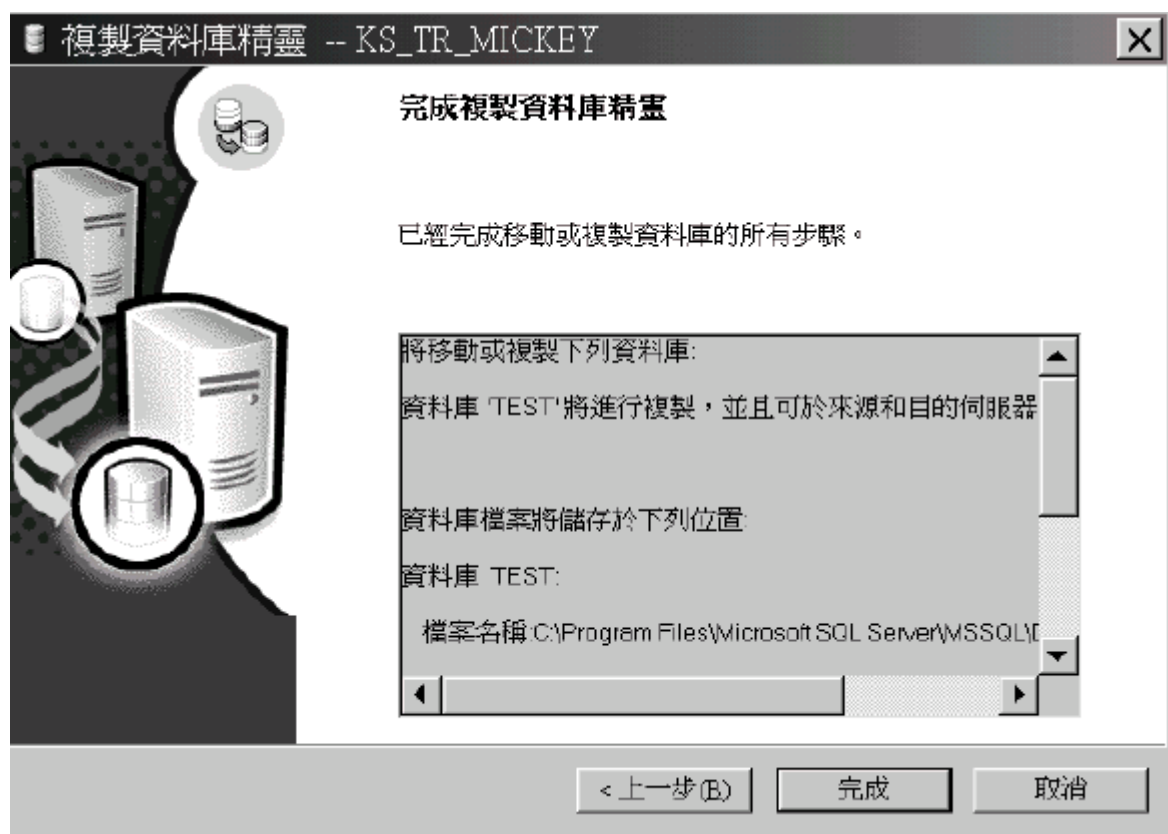 複製資料庫精靈 -- KS_TR_MICKEY
完成複製資料庫精靈
已經完成移動或複製資料庫的所有步驟。
將移動或複製下列資料庫:
資料庫 'TEST' 將進行複製，並且可於來源和目的伺服器
資料庫檔案將儲存於下列位置:
資料庫 TEST:
檔案名稱:C:\Program Files\Microsoft SQL Server\MSSQL\
<上一步(B)
完成
取消